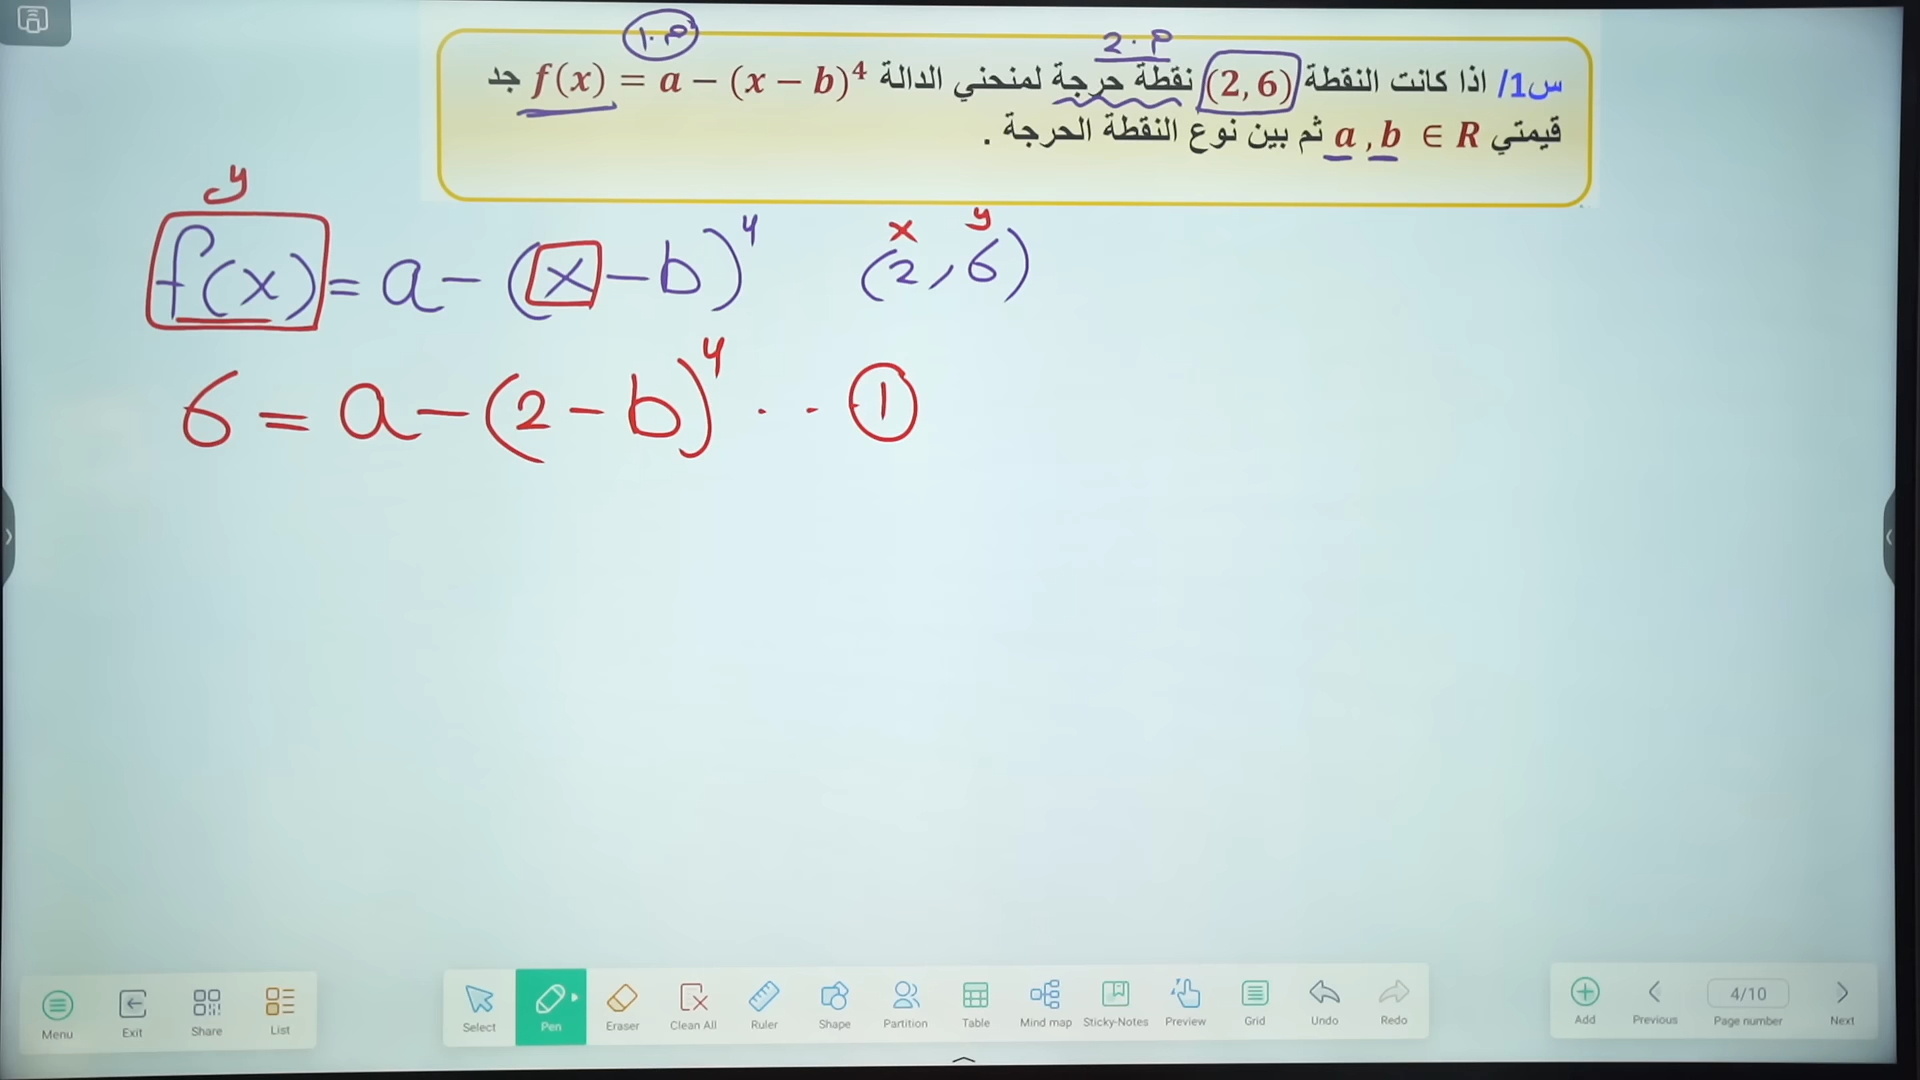 م.1
م.2
س1/ اذا كانت النقطة (2,6) نقطة حرجة لمنحني الدالة f(x) = a − (x − b)⁴ جد
قيمتي a , b ∈ R ثم بين نوع النقطة الحرجة .
y
f(x) = a − (x − b)⁴
x y
(2, 6)
6 = a − (2 − b)⁴ .. ①
Menu Exit Share List
Select Pen Eraser Clean All Ruler Shape Partition Table Mind map Sticky-Notes Preview Grid Undo Redo
Add Previous 4/10 Page number Next